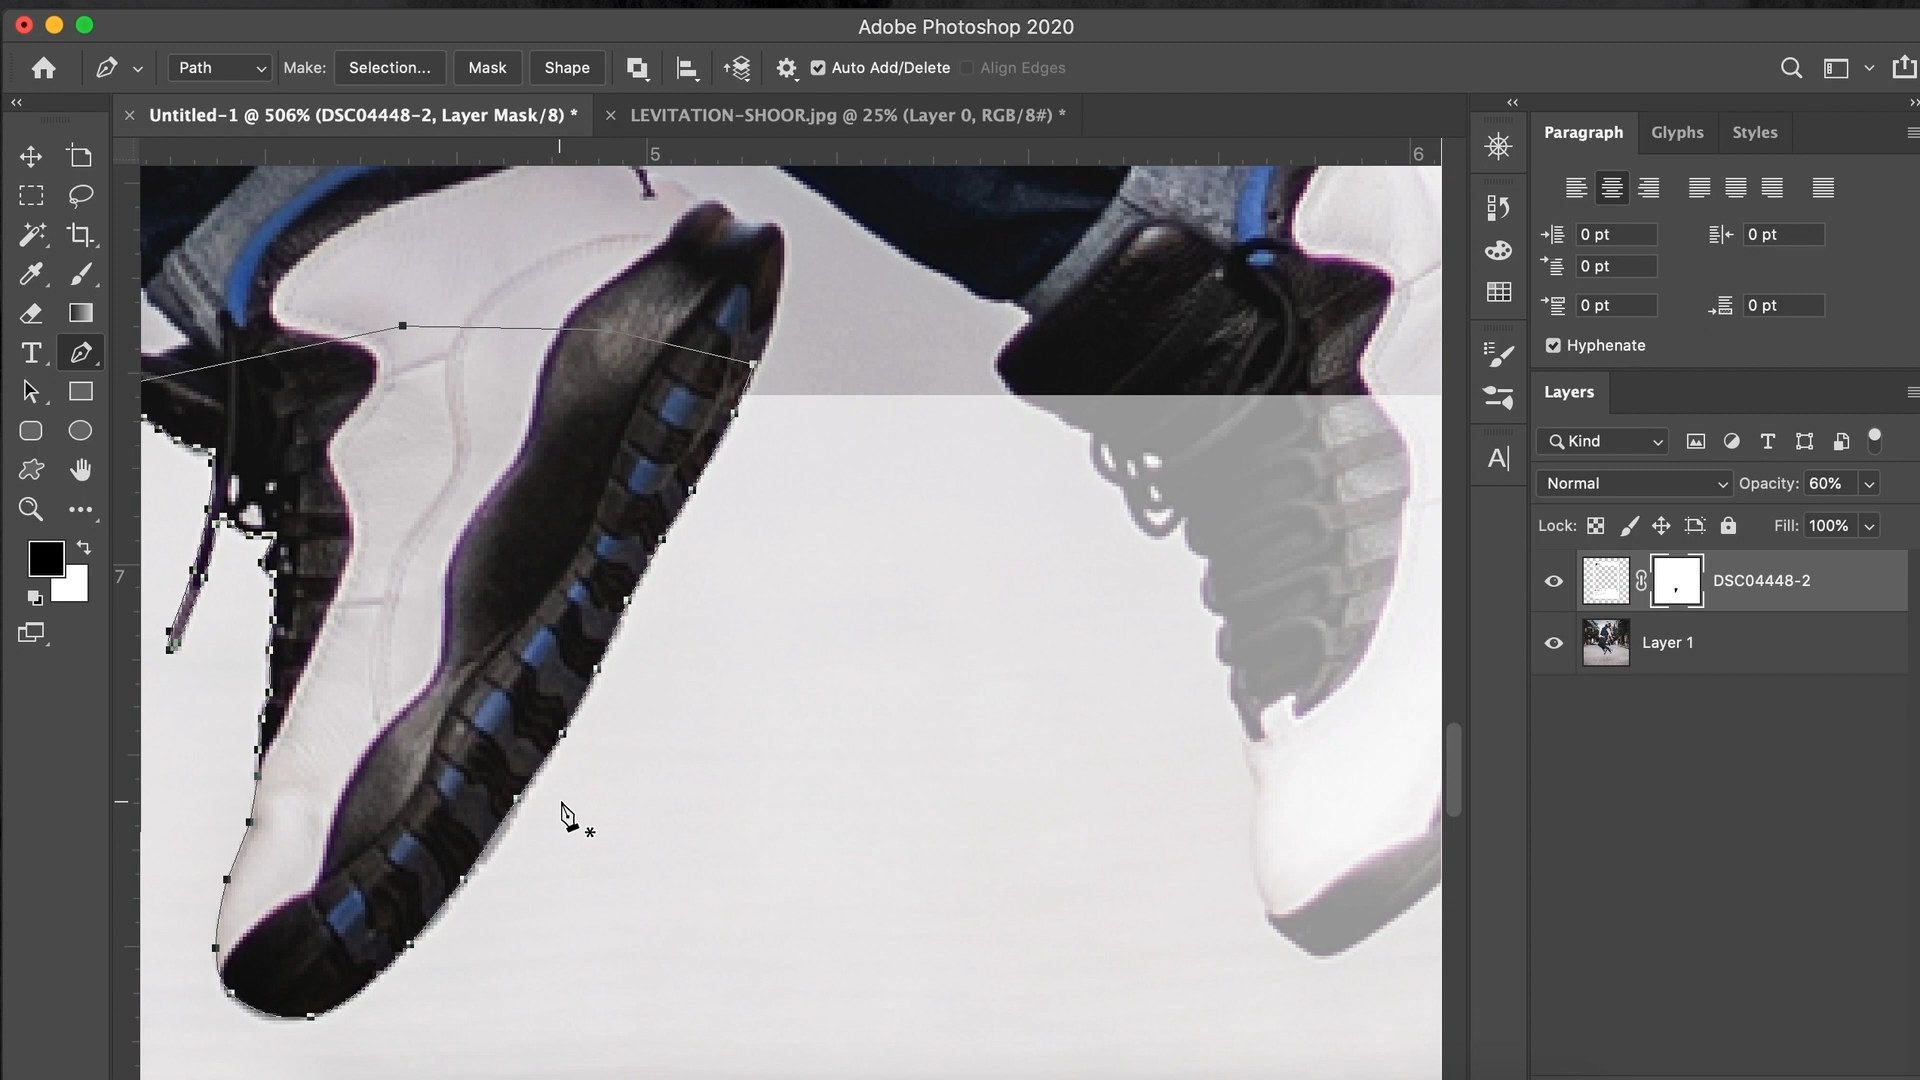 Adobe Photoshop 2020
Path Make: Selection... Mask Shape Auto Add/Delete Align Edges
Untitled-1 @ 506% (DSC04448-2, Layer Mask/8) * LEVITATION-SHOOR.jpg @ 25% (Layer 0, RGB/8#) *
5 6
7
Paragraph Glyphs Styles
0 pt 0 pt
0 pt
0 pt 0 pt
Hyphenate
Layers
Kind
Normal Opacity: 60%
Lock: Fill: 100%
DSC04448-2
Layer 1